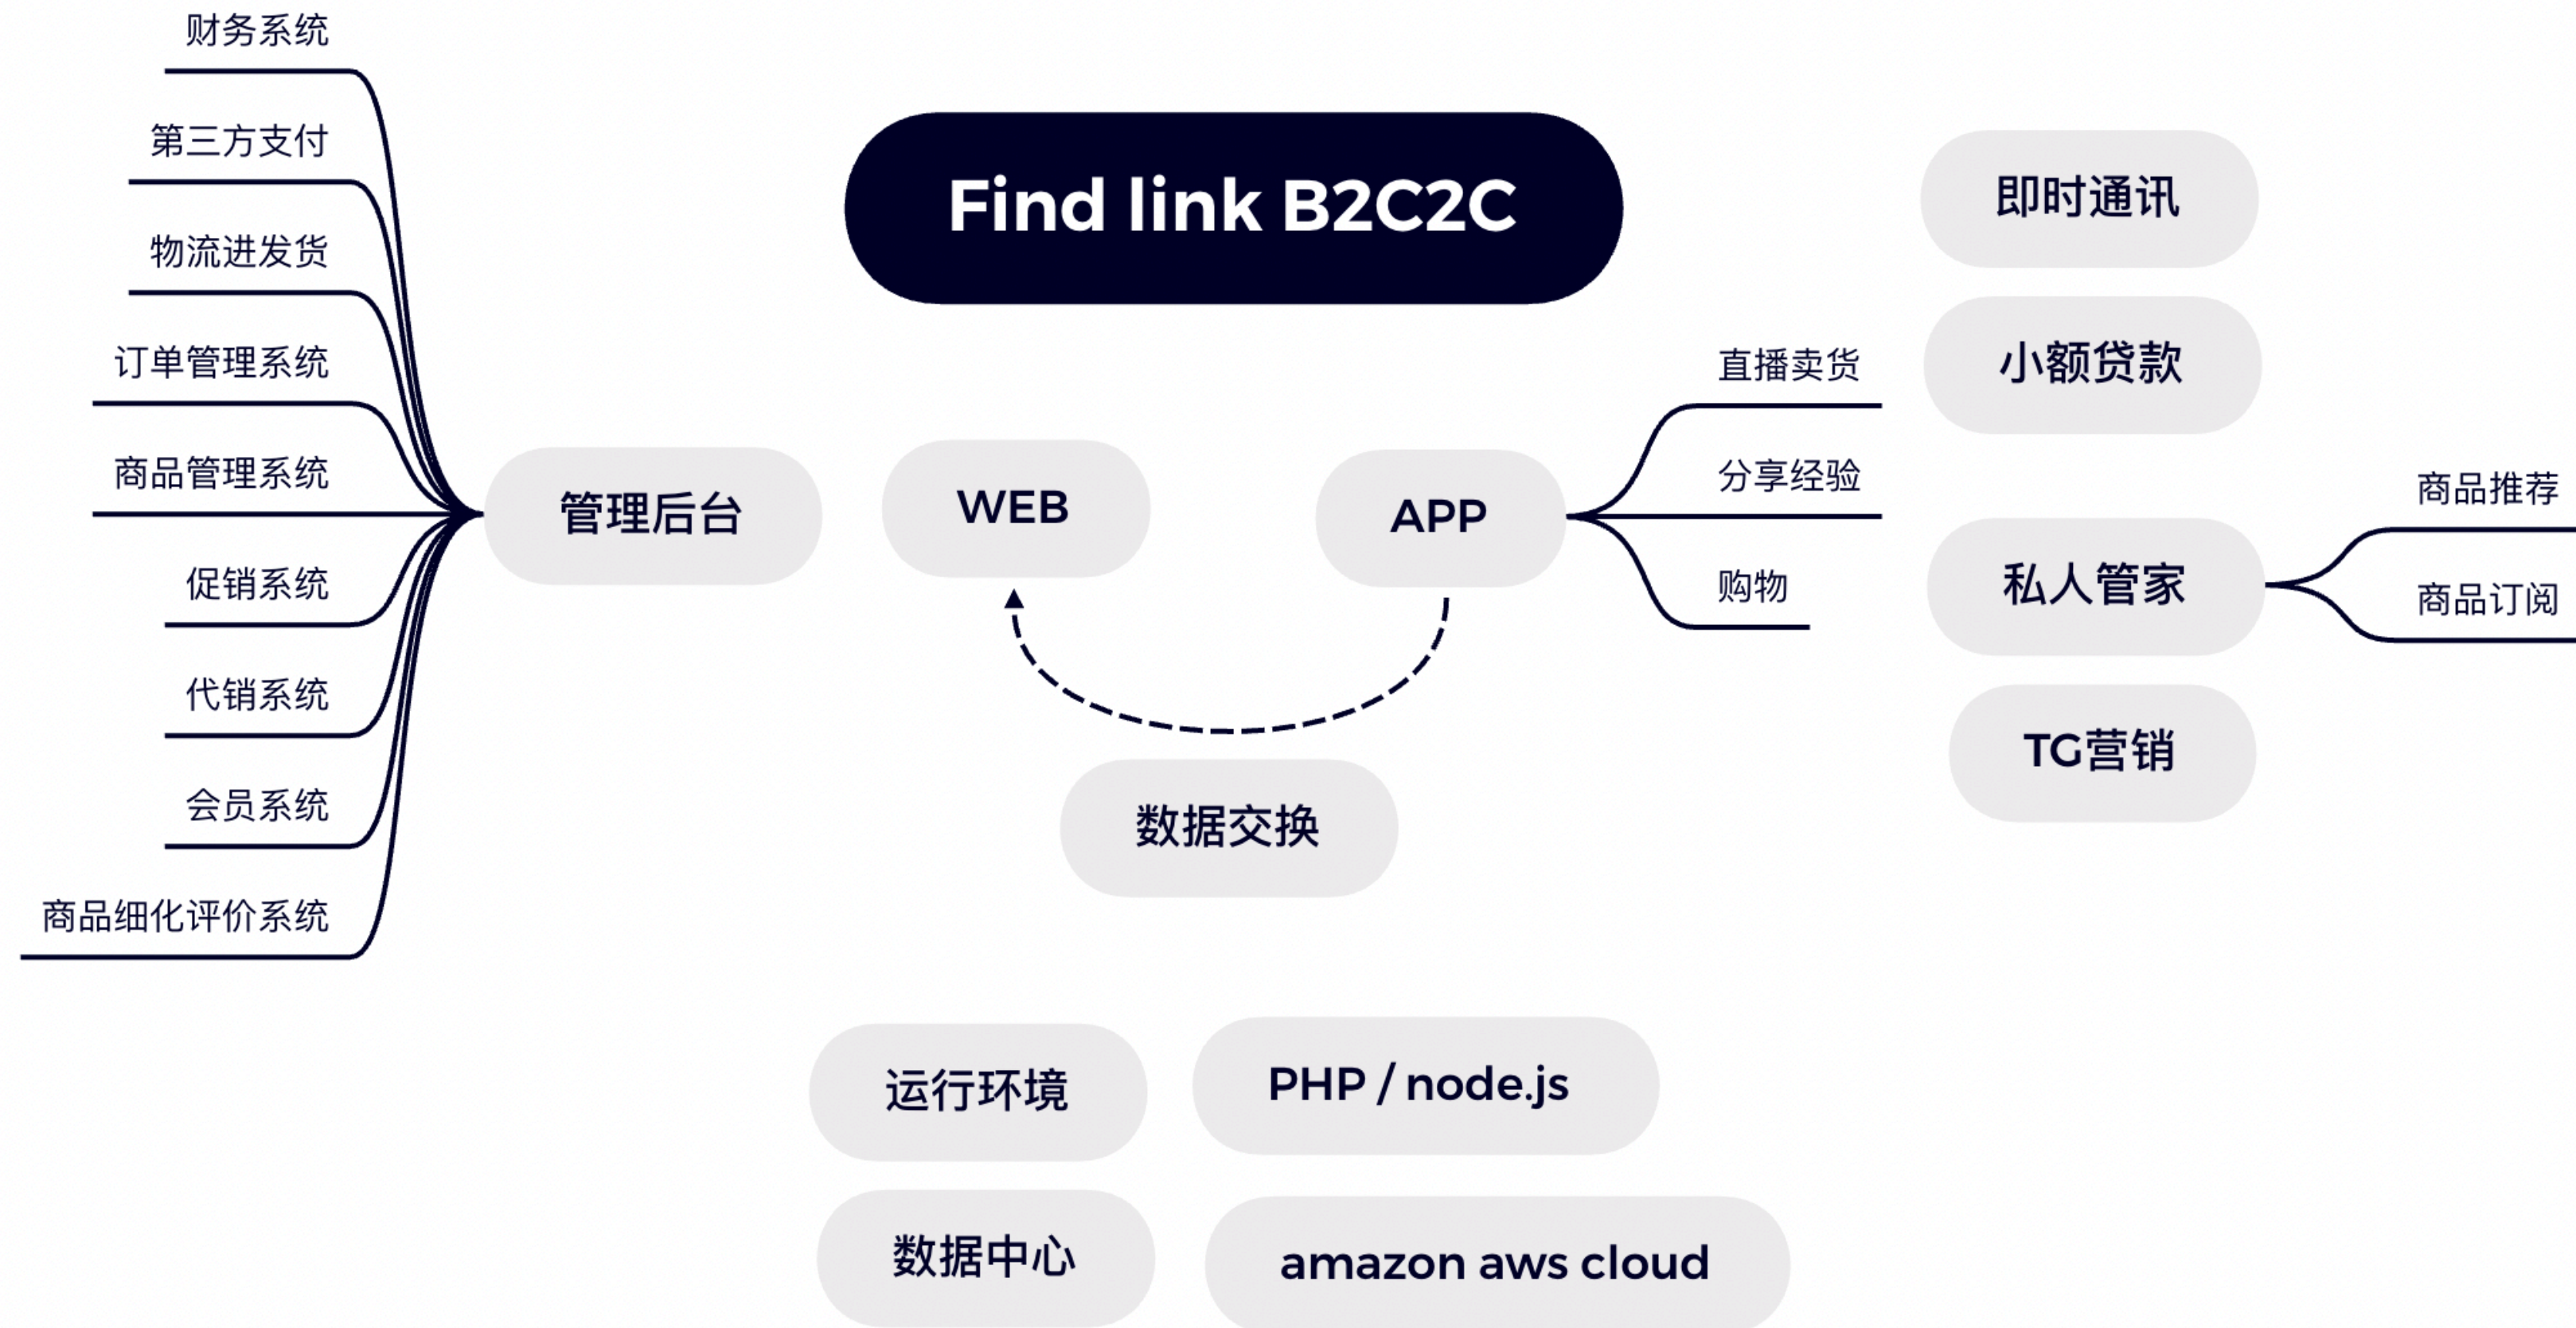 Find link B2C2C
财务系统
第三方支付
物流进发货
订单管理系统
商品管理系统
促销系统
代销系统
会员系统
商品细化评价系统
管理后台
WEB
APP
直播卖货
分享经验
购物
数据交换
即时通讯
小额贷款
私人管家
商品推荐
商品订阅
TG营销
运行环境
PHP / node.js
数据中心
amazon aws cloud